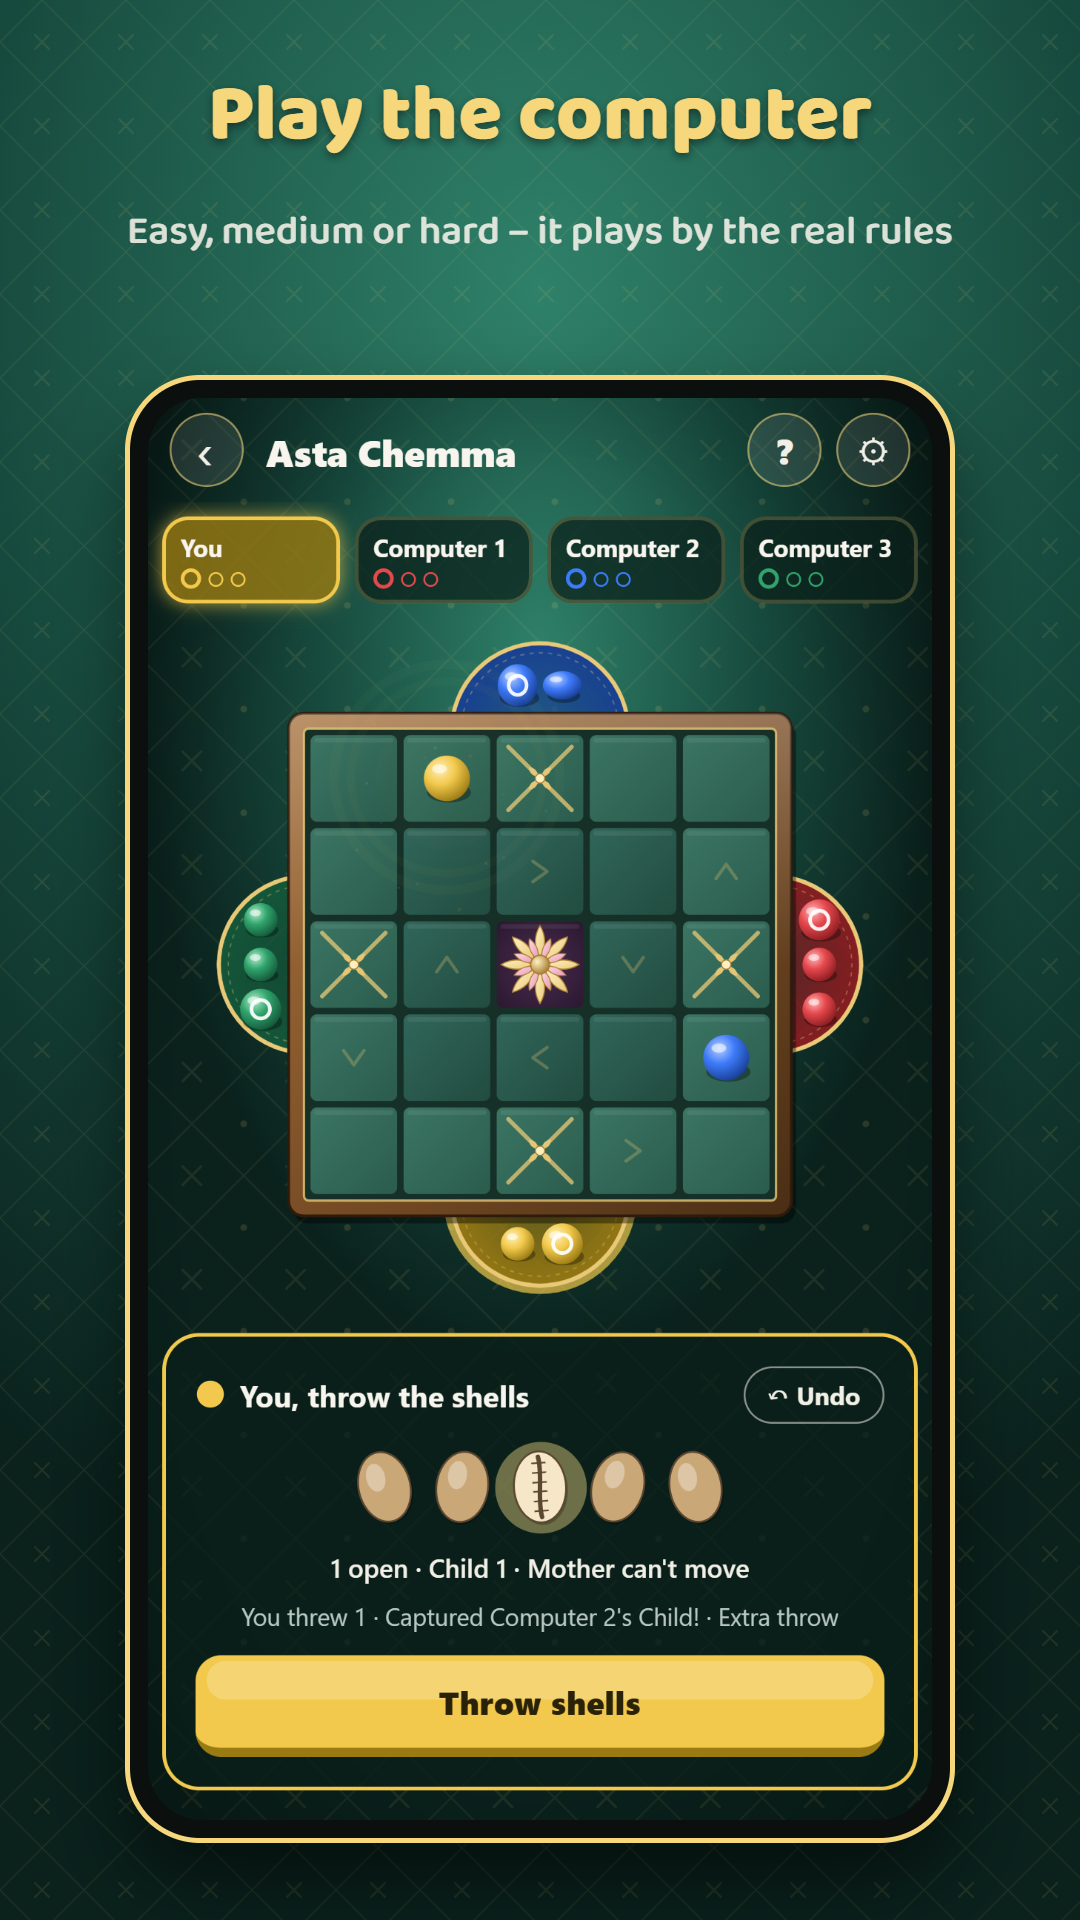 Play the computer
Easy, medium or hard – it plays by the real rules
‹ Asta Chemma ?
You Computer 1 Computer 2 Computer 3
You, throw the shells
Undo
1 open · Child 1 · Mother can't move
You threw 1 · Captured Computer 2's Child! · Extra throw
Throw shells